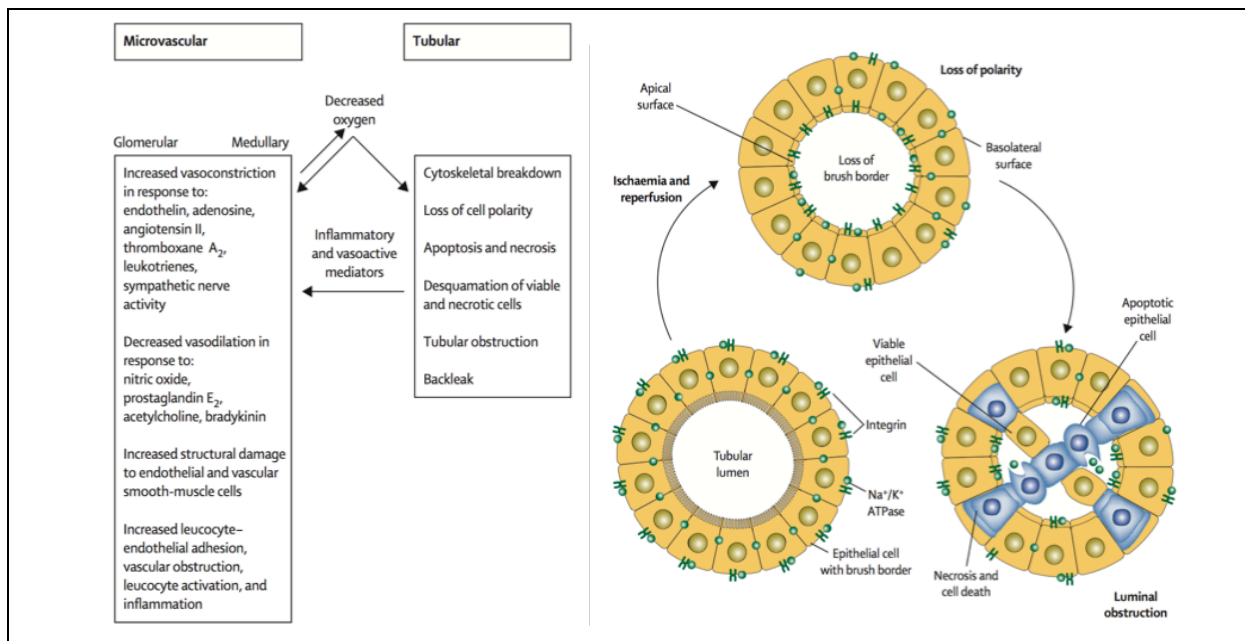 Microvascular
Tubular
Decreased
oxygen
Glomerular
Medullary
Increased vasoconstriction
in response to:
endothelin, adenosine,
angiotensin II,
thromboxane A₂,
leukotrienes,
sympathetic nerve
activity
Decreased vasodilation in
response to:
nitric oxide,
prostaglandin E₂,
acetylcholine, bradykinin
Increased structural damage
to endothelial and vascular
smooth-muscle cells
Increased leucocyte–
endothelial adhesion,
vascular obstruction,
leucocyte activation, and
inflammation
Inflammatory
and vasoactive
mediators
Cytoskeletal breakdown
Loss of cell polarity
Apoptosis and necrosis
Desquamation of viable
and necrotic cells
Tubular obstruction
Backleak
Loss of polarity
Apical
surface
Basolateral
surface
Loss of
brush border
Ischaemia and
reperfusion
Apoptotic
epithelial
cell
Viable
epithelial
cell
Integrin
Tubular
lumen
Na⁺/K⁺
ATPase
Epithelial cell
with brush border
Necrosis and
cell death
Luminal
obstruction